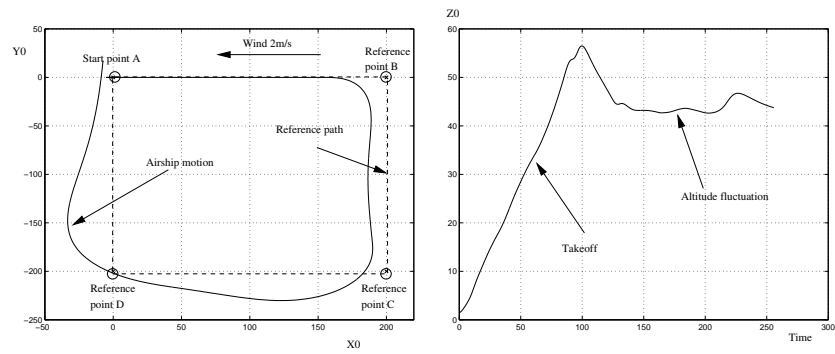 Y0
50
0
−50
−100
−150
−200
−250
−50
0
50
100
150
200
X0
Start point A
Wind 2m/s
Reference
point B
Reference path
Airship motion
Reference
point D
Reference
point C
Z0
60
50
40
30
20
10
0
0
50
100
150
200
250
300
Time
Altitude fluctuation
Takeoff